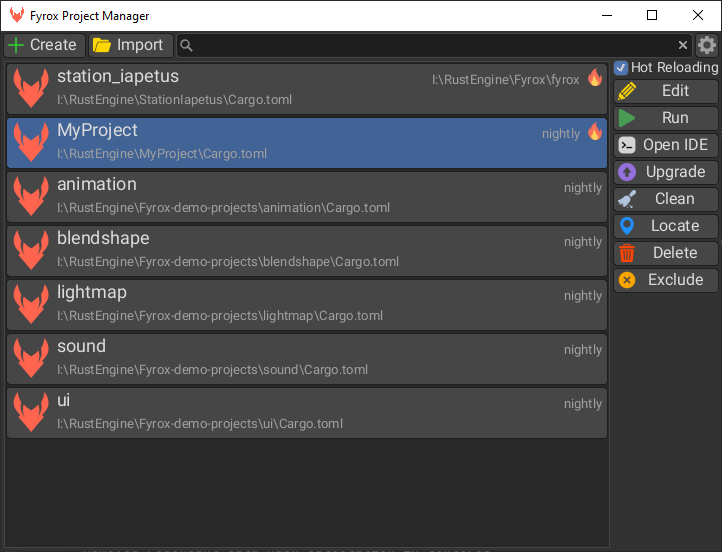 Fyrox Project Manager
Create
Import
Hot Reloading
station_iapetus
I:\RustEngine\Fyrox\fyrox
I:\RustEngine\StationIapetus\Cargo.toml
MyProject
nightly
I:\RustEngine\MyProject\Cargo.toml
animation
nightly
I:\RustEngine\Fyrox-demo-projects\animation\Cargo.toml
blendshape
nightly
I:\RustEngine\Fyrox-demo-projects\blendshape\Cargo.toml
lightmap
nightly
I:\RustEngine\Fyrox-demo-projects\lightmap\Cargo.toml
sound
nightly
I:\RustEngine\Fyrox-demo-projects\sound\Cargo.toml
ui
nightly
I:\RustEngine\Fyrox-demo-projects\ui\Cargo.toml
Edit
Run
Open IDE
Upgrade
Clean
Locate
Delete
Exclude